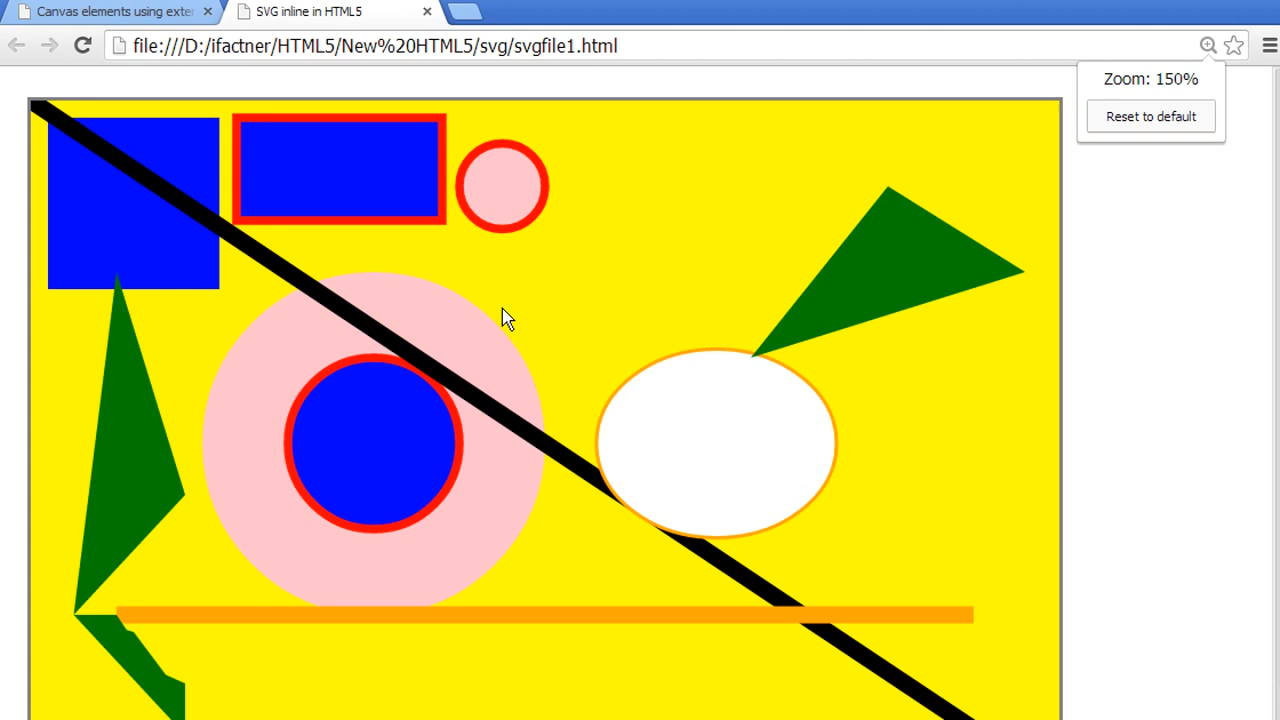 Canvas elements using exter
SVG inline in HTML5
file:///D:/ifactner/HTML5/New%20HTML5/svg/svgfile1.html
Zoom: 150%
Reset to default